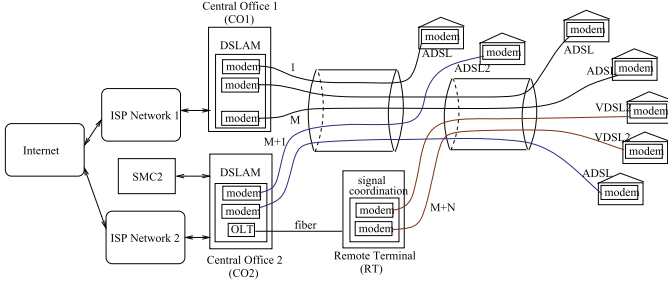 Central Office 1
(CO1)
DSLAM
modem
modem
modem
1
M
ISP Network 1
Internet
SMC2
ISP Network 2
M+1
DSLAM
modem
modem
OLT
Central Office 2
(CO2)
fiber
signal
coordination
modem
modem
Remote Terminal
(RT)
M+N
modem
ADSL
modem
ADSL2
modem
ADSL
modem
ADSL
modem
VDSL2
modem
VDSL2
modem
ADSL